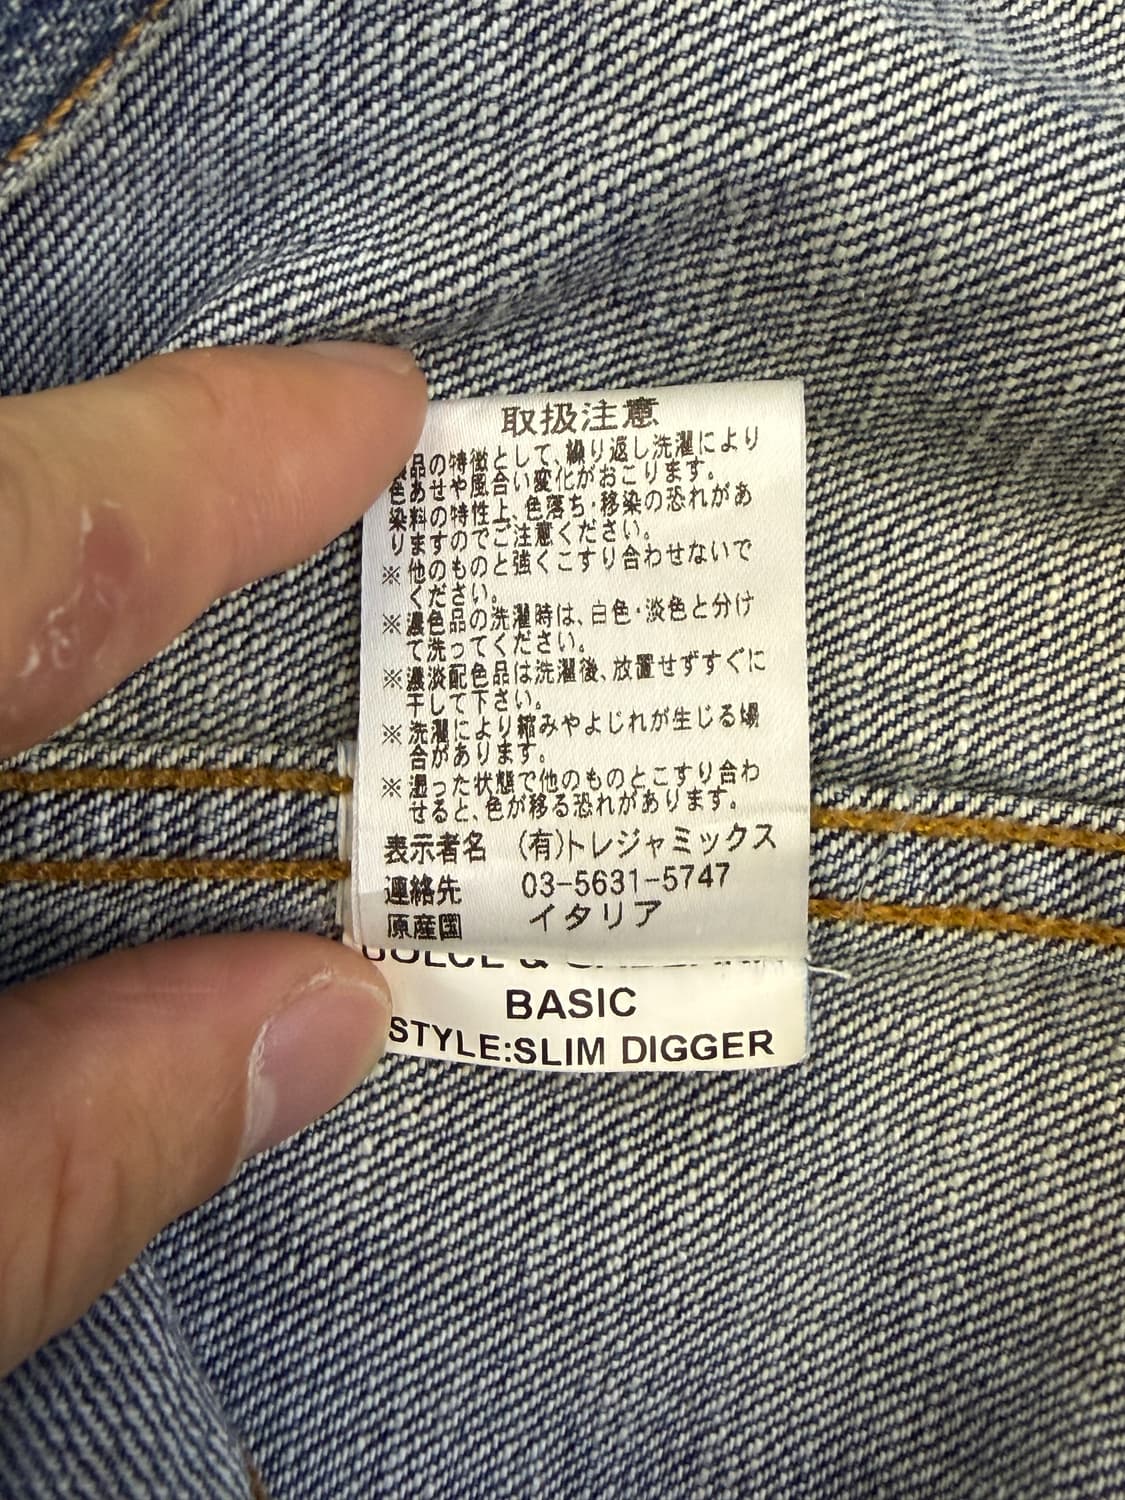 取扱注意
品の特徴として、繰り返し洗濯により
色あせや風合い変化がおこります。
染料の特性上、色落ち・移染の恐れがあ
りますのでご注意ください。
※他のものと強くこすり合わせないで
ください。
※濃色品の洗濯時は、白色・淡色と分け
て洗ってください。
※濃淡配色品は洗濯後、放置せずすぐに
干して下さい。
※洗濯により縮みやよじれが生じる場
合があります。
※湿った状態で他のものとこすり合わ
せると、色が移る恐れがあります。
表示者名 (有)トレジャミックス
連絡先 03-5631-5747
原産国 イタリア
DOLCE &
BASIC
STYLE:SLIM DIGGER